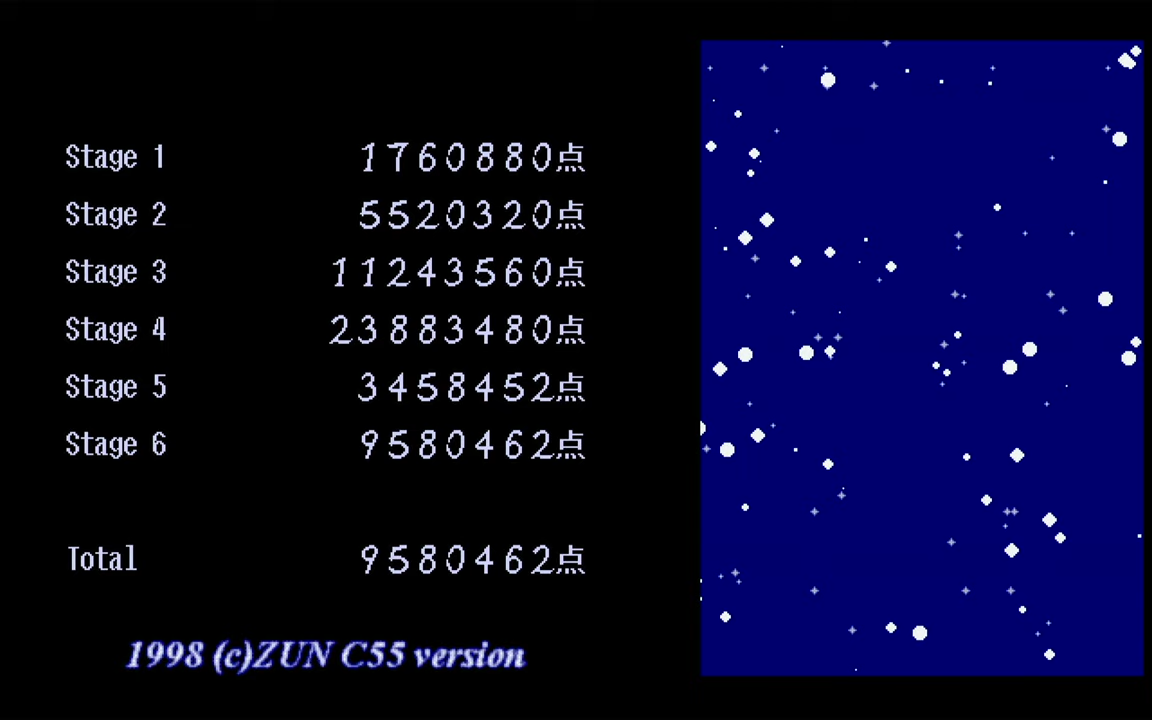 Stage 1 1760880点
Stage 2 5520320点
Stage 3 11243560点
Stage 4 23883480点
Stage 5 3458452点
Stage 6 9580462点
Total 9580462点
1998 (c)ZUN C55 version